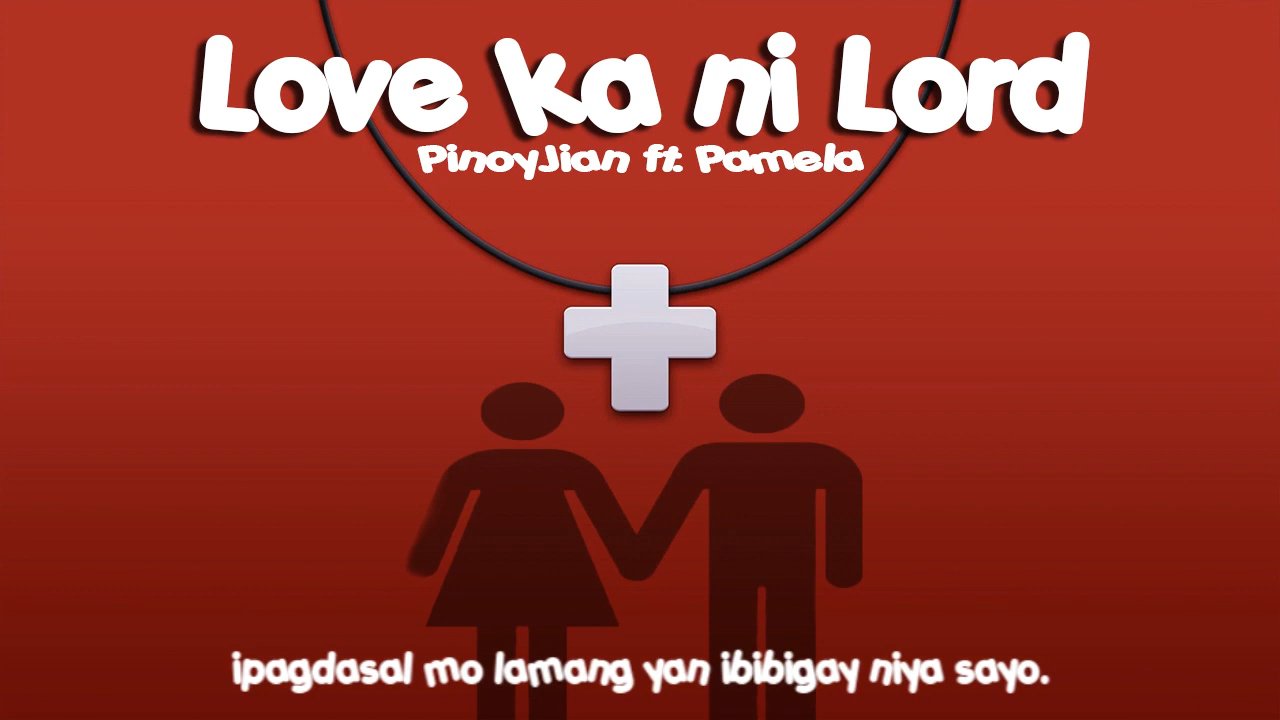 Love ka ni Lord
PinoyJian ft. Pamela
ipagdasal mo lamang yan ibibigay niya sayo.